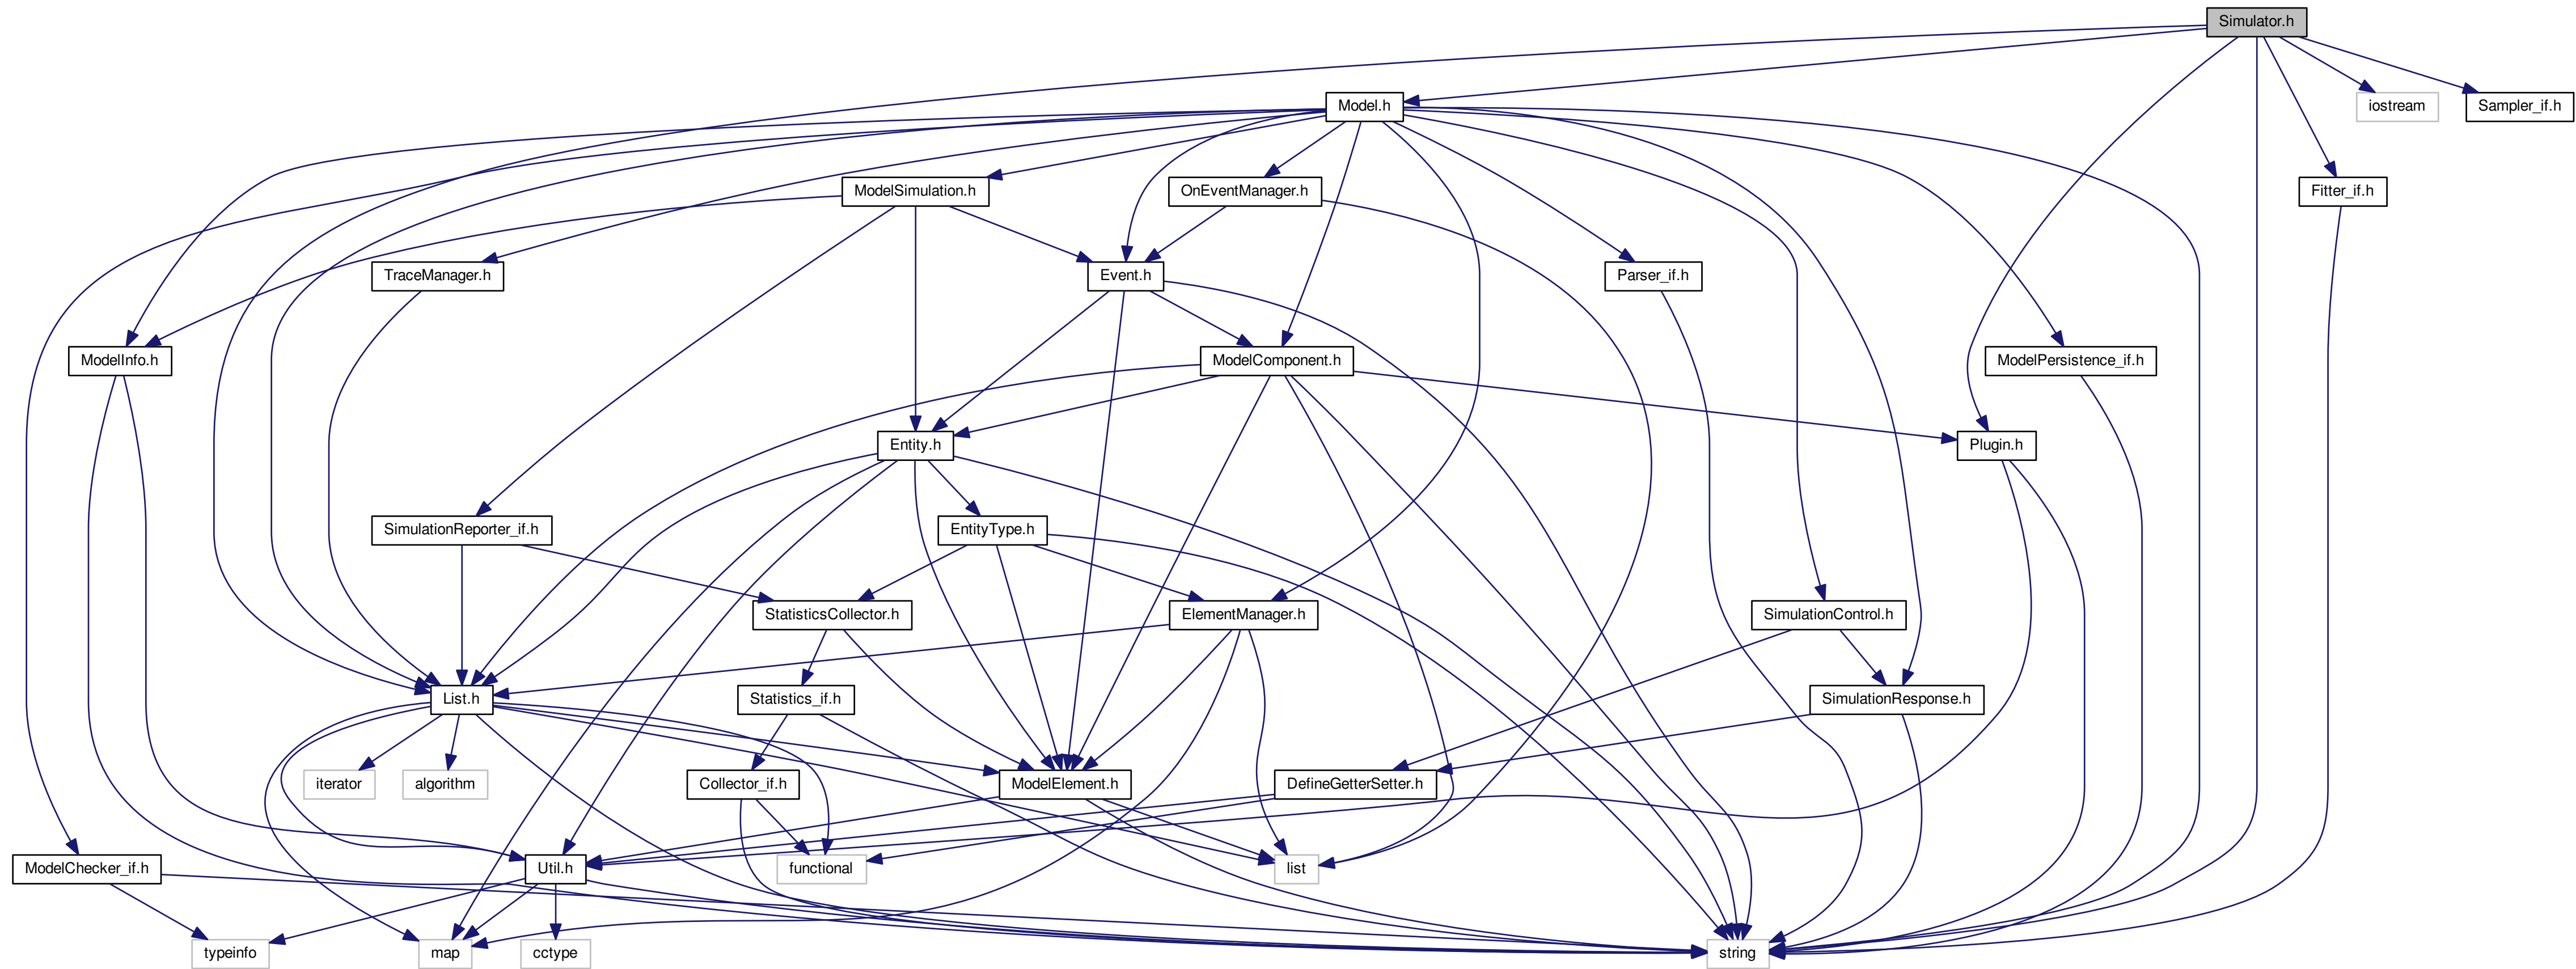 Simulator.h
Model.h
iostream
Sampler_if.h
ModelSimulation.h
OnEventManager.h
Fitter_if.h
TraceManager.h
Event.h
Parser_if.h
ModelInfo.h
ModelComponent.h
ModelPersistence_if.h
Entity.h
Plugin.h
SimulationReporter_if.h
EntityType.h
StatisticsCollector.h
ElementManager.h
SimulationControl.h
List.h
Statistics_if.h
SimulationResponse.h
iterator
algorithm
Collector_if.h
ModelElement.h
DefineGetterSetter.h
ModelChecker_if.h
Util.h
functional
list
typeinfo
map
cctype
string